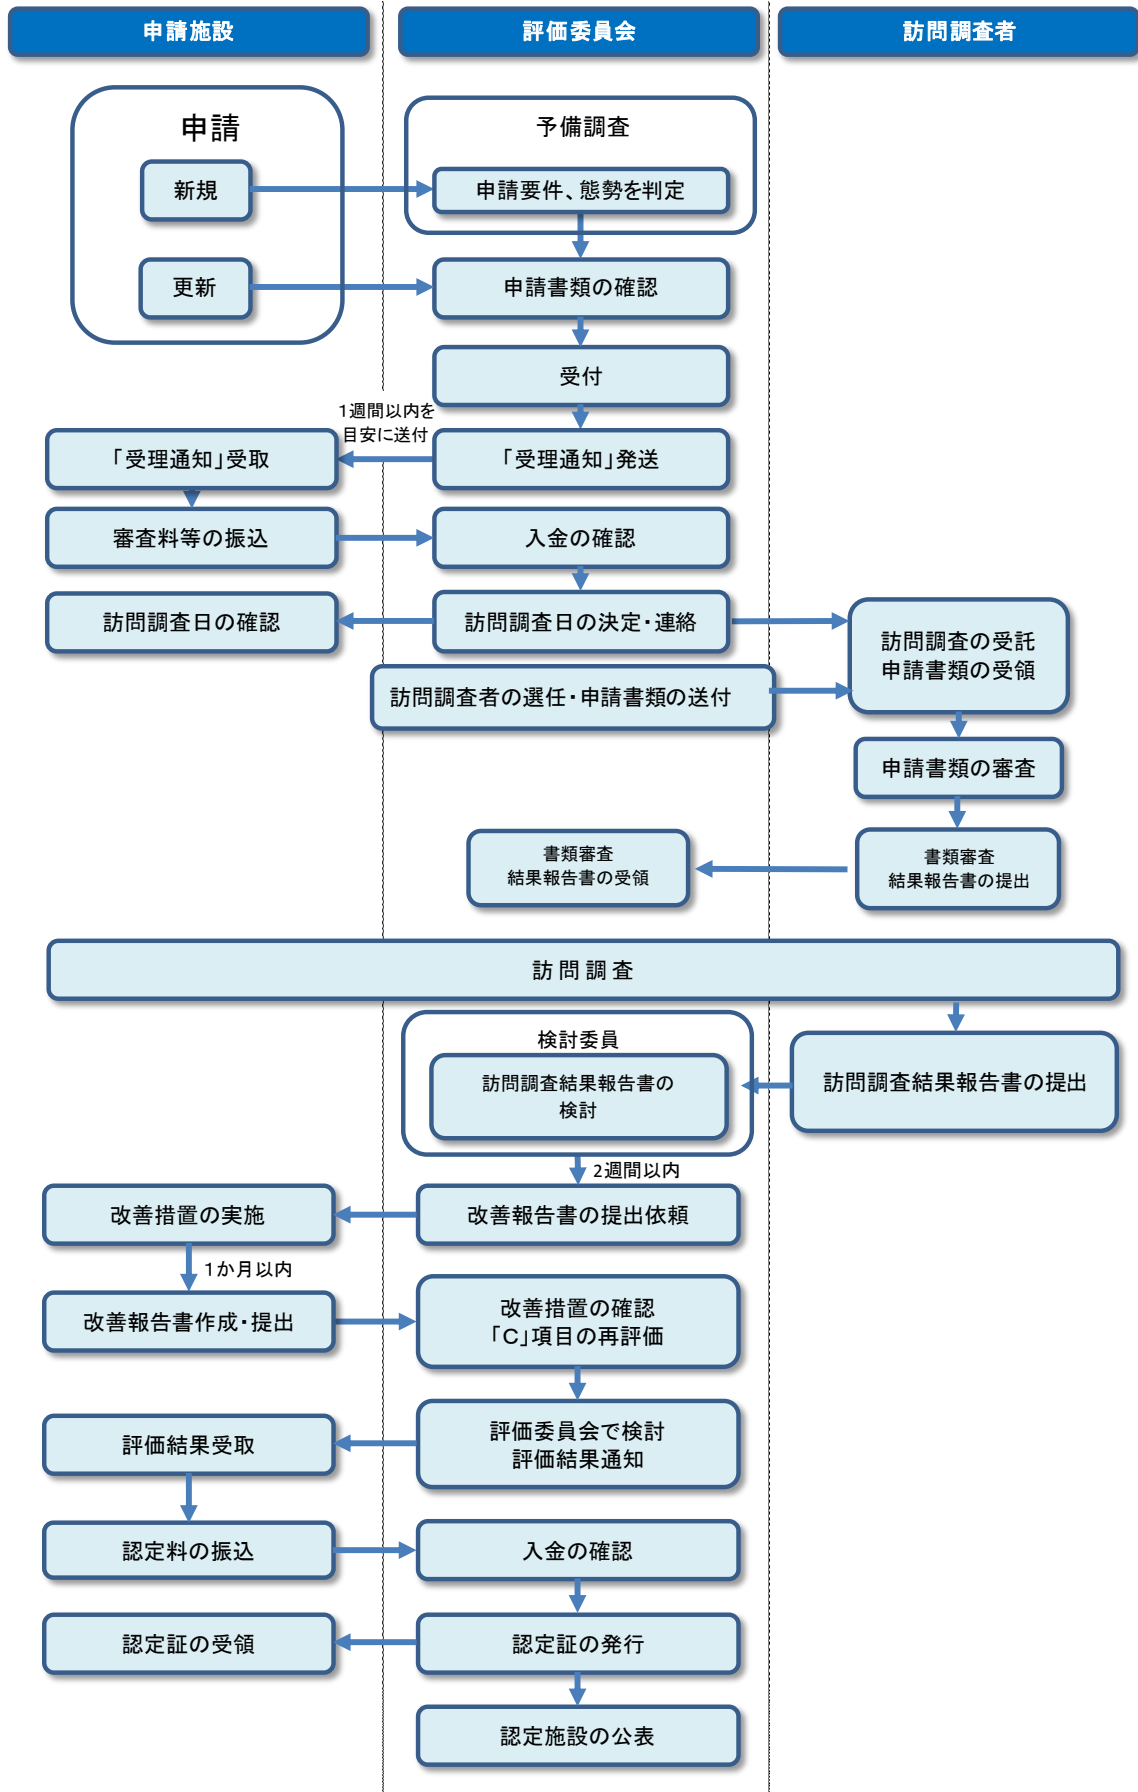 申請施設
評価委員会
訪問調査者
申請
予備調査
新規
申請要件、態勢を判定
更新
申請書類の確認
受付
1週間以内を
目安に送付
「受理通知」受取
「受理通知」発送
審査料等の振込
入金の確認
訪問調査日の確認
訪問調査日の決定・連絡
訪問調査の受託
申請書類の受領
訪問調査者の選任・申請書類の送付
申請書類の審査
書類審査
結果報告書の受領
書類審査
結果報告書の提出
訪問調査
検討委員
訪問調査結果報告書の
検討
訪問調査結果報告書の提出
2週間以内
改善措置の実施
改善報告書の提出依頼
1か月以内
改善報告書作成・提出
改善措置の確認
「C」項目の再評価
評価結果受取
評価委員会で検討
評価結果通知
認定料の振込
入金の確認
認定証の受領
認定証の発行
認定施設の公表